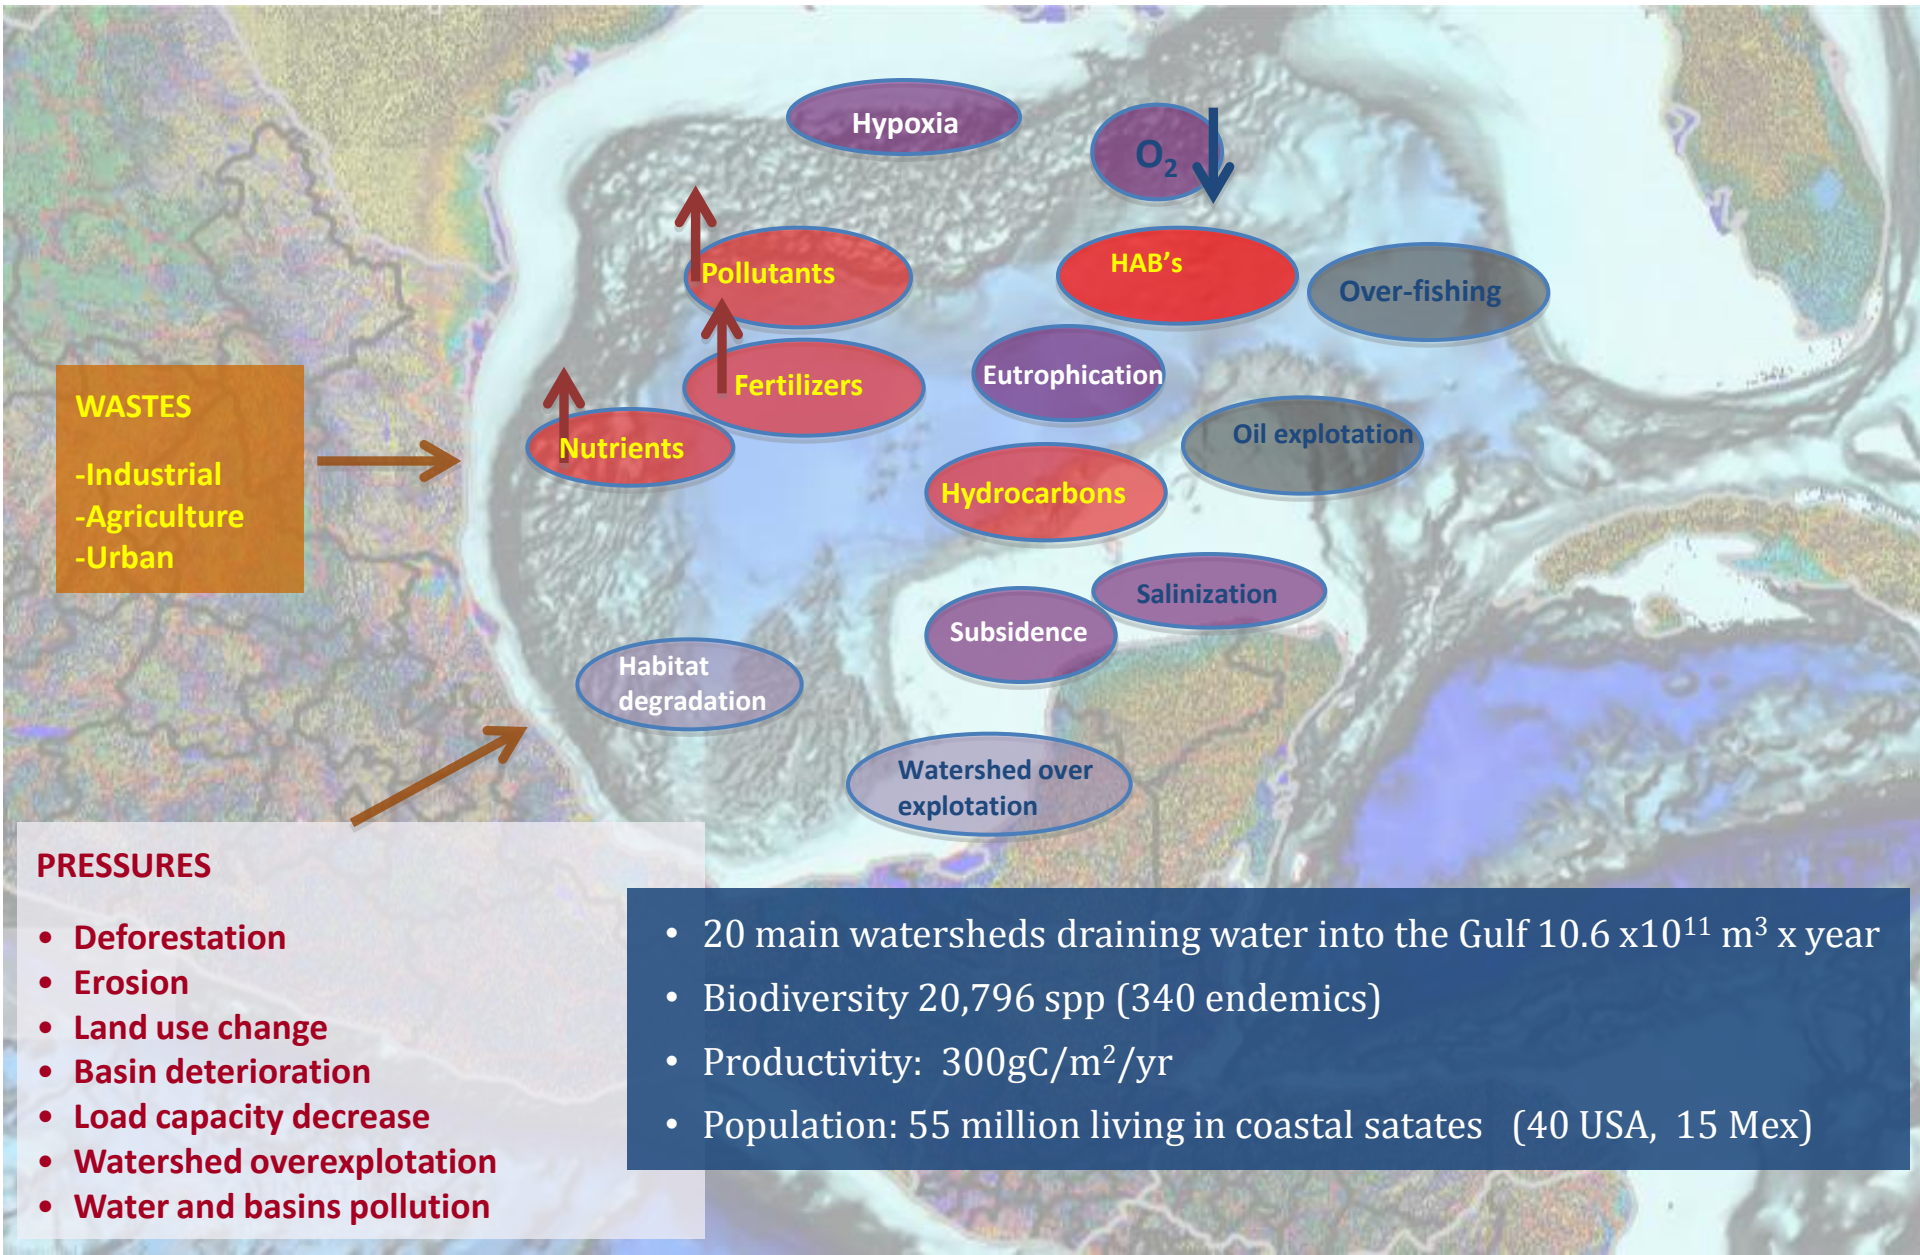 Hypoxia
O₂
Pollutants
HAB's
Over-fishing
Fertilizers
Eutrophication
Nutrients
Oil explotation
Hydrocarbons
WASTES
-Industrial
-Agriculture
-Urban
Salinization
Subsidence
Habitat
degradation
Watershed over
explotation
PRESSURES
• Deforestation
• Erosion
• Land use change
• Basin deterioration
• Load capacity decrease
• Watershed overexplotation
• Water and basins pollution
• 20 main watersheds draining water into the Gulf 10.6 x10¹¹ m³ x year
• Biodiversity 20,796 spp (340 endemics)
• Productivity: 300gC/m²/yr
• Population: 55 million living in coastal satates (40 USA, 15 Mex)